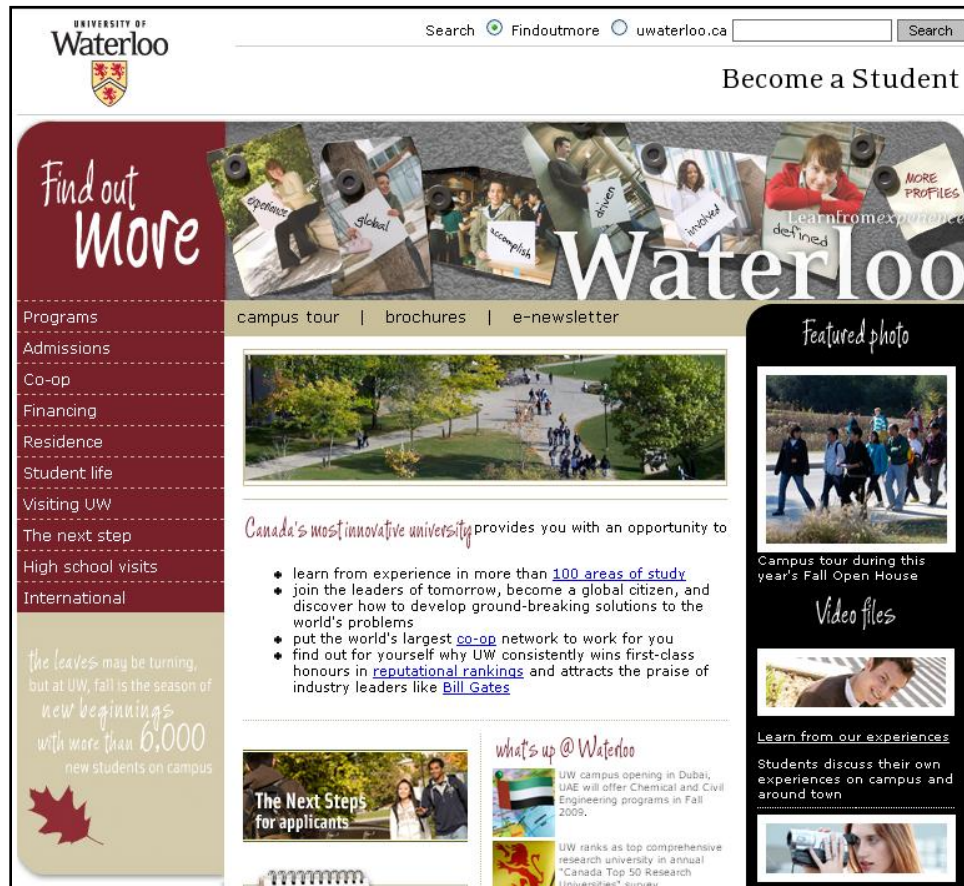 UNIVERSITY OF
Waterloo
Search Findoutmore uwaterloo.ca Search
Become a Student
Find out
more
experience
global
accomplish
driven
involved
defined
MORE
PROFILES
Learnfromexperience
Waterloo
Programs
Admissions
Co-op
Financing
Residence
Student life
Visiting UW
The next step
High school visits
International
the leaves may be turning,
but at UW, fall is the season of
new beginnings
with more than 6,000
new students on campus
campus tour | brochures | e-newsletter
Canada's most innovative university provides you with an opportunity to
learn from experience in more than 100 areas of study
join the leaders of tomorrow, become a global citizen, and
discover how to develop ground-breaking solutions to the
world's problems
put the world's largest co-op network to work for you
find out for yourself why UW consistently wins first-class
honours in reputational rankings and attracts the praise of
industry leaders like Bill Gates
The Next Steps
for applicants
what's up @ Waterloo
UW campus opening in Dubai,
UAE will offer Chemical and Civil
Engineering programs in Fall
2009.
UW ranks as top comprehensive
research university in annual
"Canada Top 50 Research
Universities" survey
Featured photo
Campus tour during this
year's Fall Open House
Video files
Learn from our experiences
Students discuss their own
experiences on campus and
around town